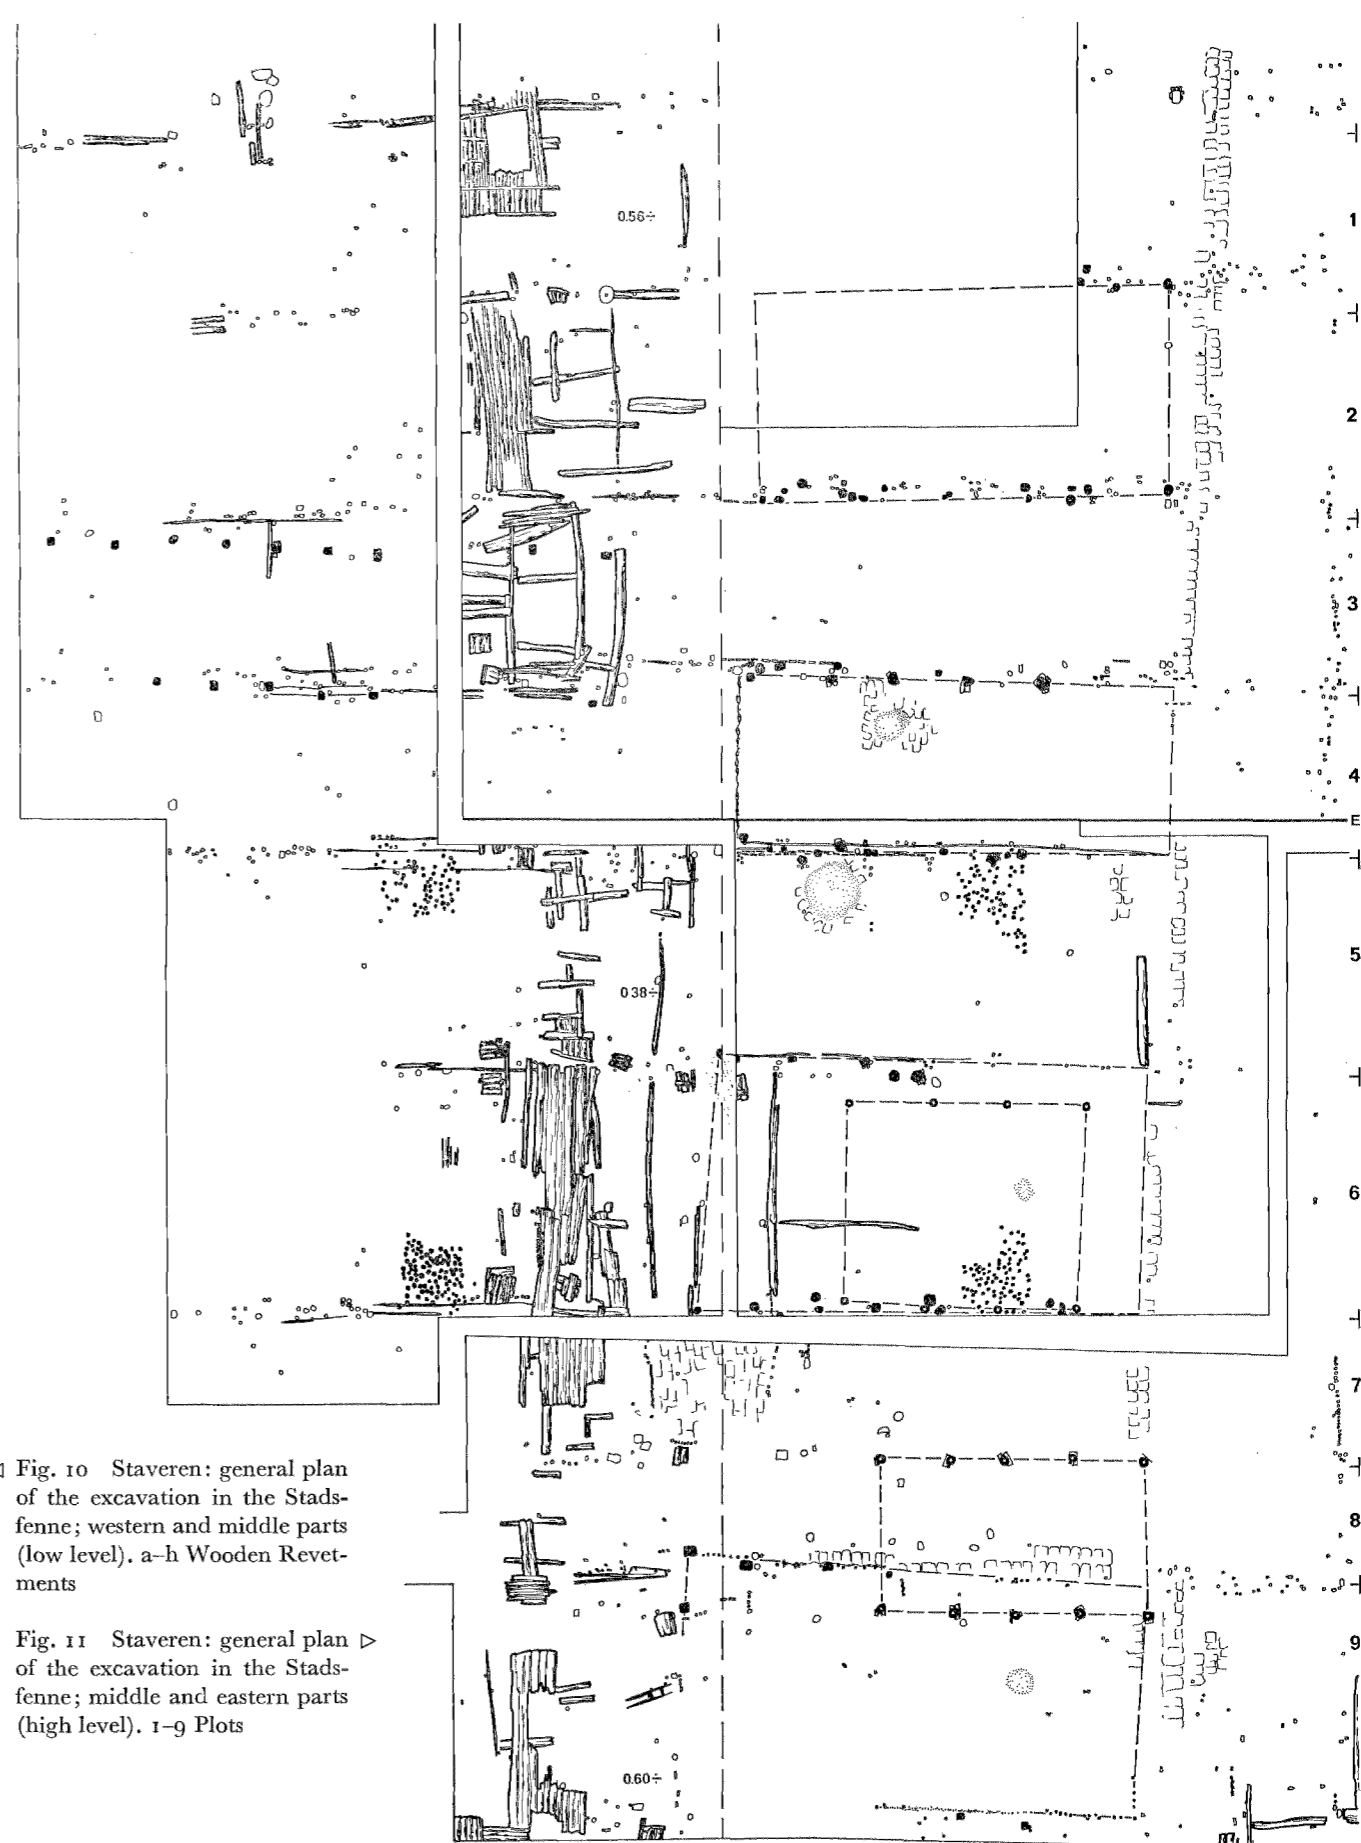 0.56÷
1
2
3
4
E
0 38÷
5
6
7
8
9
0.60÷
Fig. 10 Staveren: general plan
of the excavation in the Stads-
fenne; western and middle parts
(low level). a–h Wooden Revet-
ments
Fig. 11 Staveren: general plan ▷
of the excavation in the Stads-
fenne; middle and eastern parts
(high level). 1–9 Plots